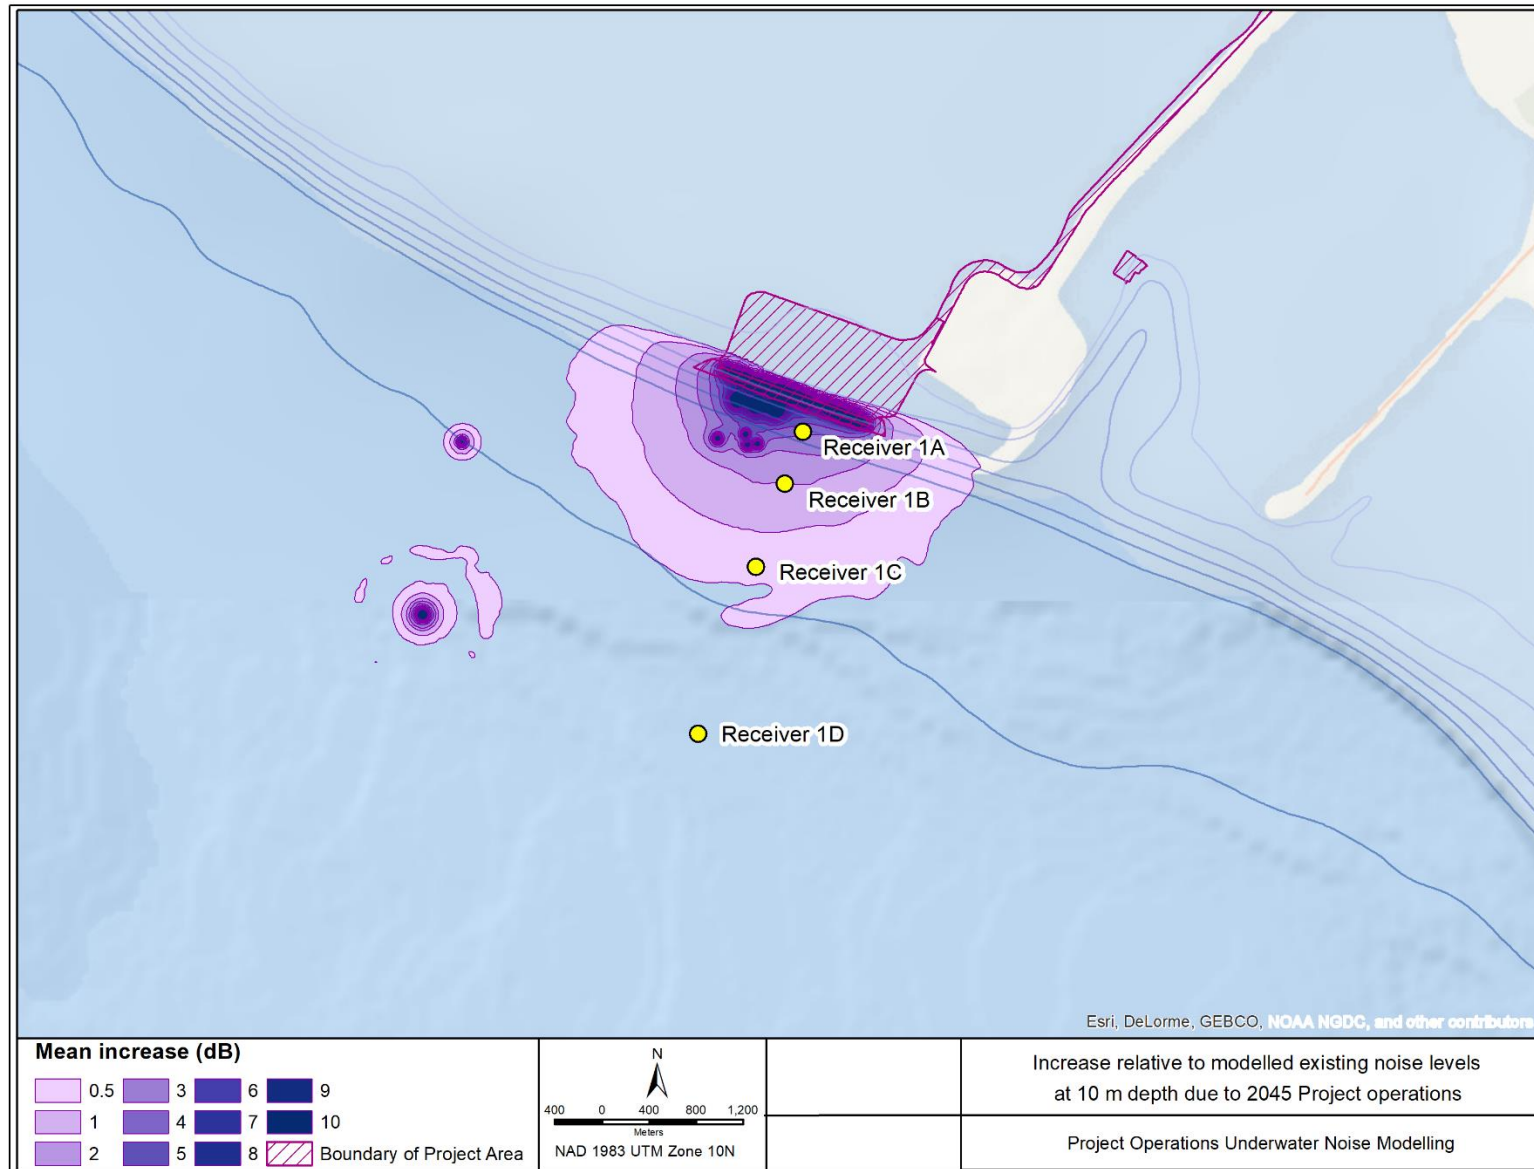 Receiver 1A
Receiver 1B
Receiver 1C
Receiver 1D
Esri, DeLorme, GEBCO, NOAA NGDC, and other contributors
Mean increase (dB)
0.5 3 6 9
1 4 7 10
2 5 8 Boundary of Project Area
N
400 0 400 800 1,200
Meters
NAD 1983 UTM Zone 10N
Increase relative to modelled existing noise levels
at 10 m depth due to 2045 Project operations
Project Operations Underwater Noise Modelling